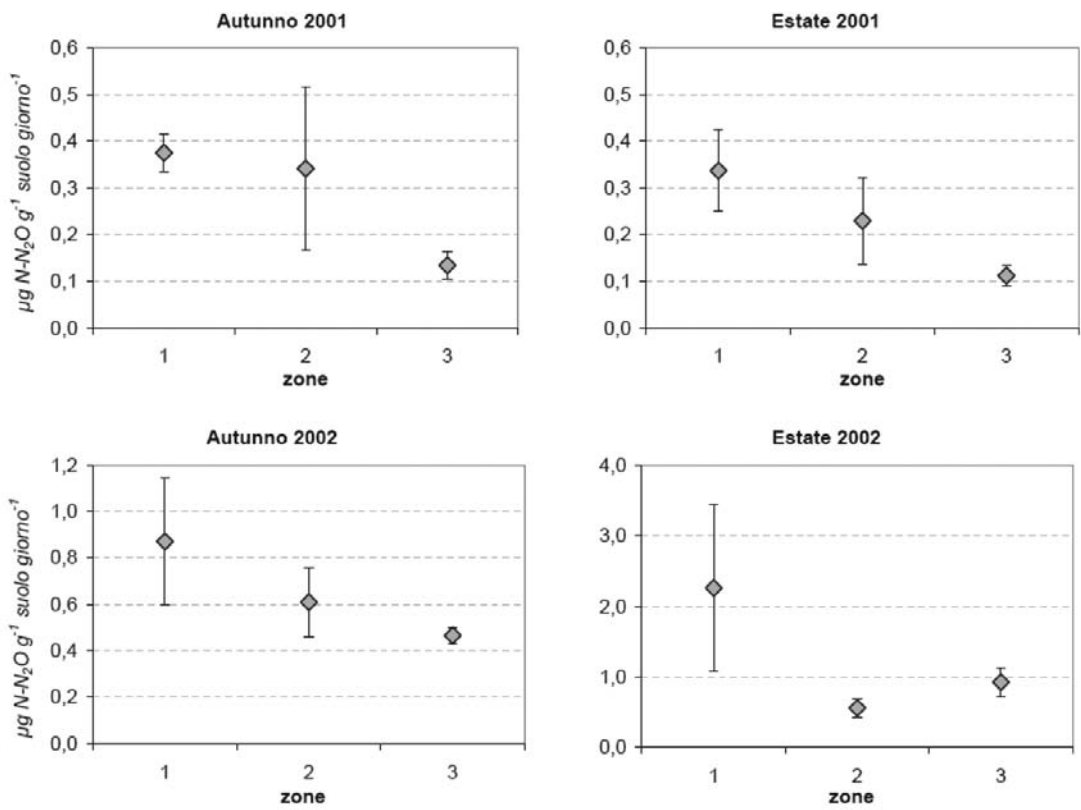 Autunno 2001
0,6
0,5
0,4
0,3
0,2
0,1
0,0
µg N-N₂O g⁻¹ suolo giorno⁻¹
1 2 3
zone
Estate 2001
0,6
0,5
0,4
0,3
0,2
0,1
0,0
1 2 3
zone
Autunno 2002
1,2
1,0
0,8
0,6
0,4
0,2
0,0
µg N-N₂O g⁻¹ suolo giorno⁻¹
1 2 3
zone
Estate 2002
4,0
3,0
2,0
1,0
0,0
1 2 3
zone